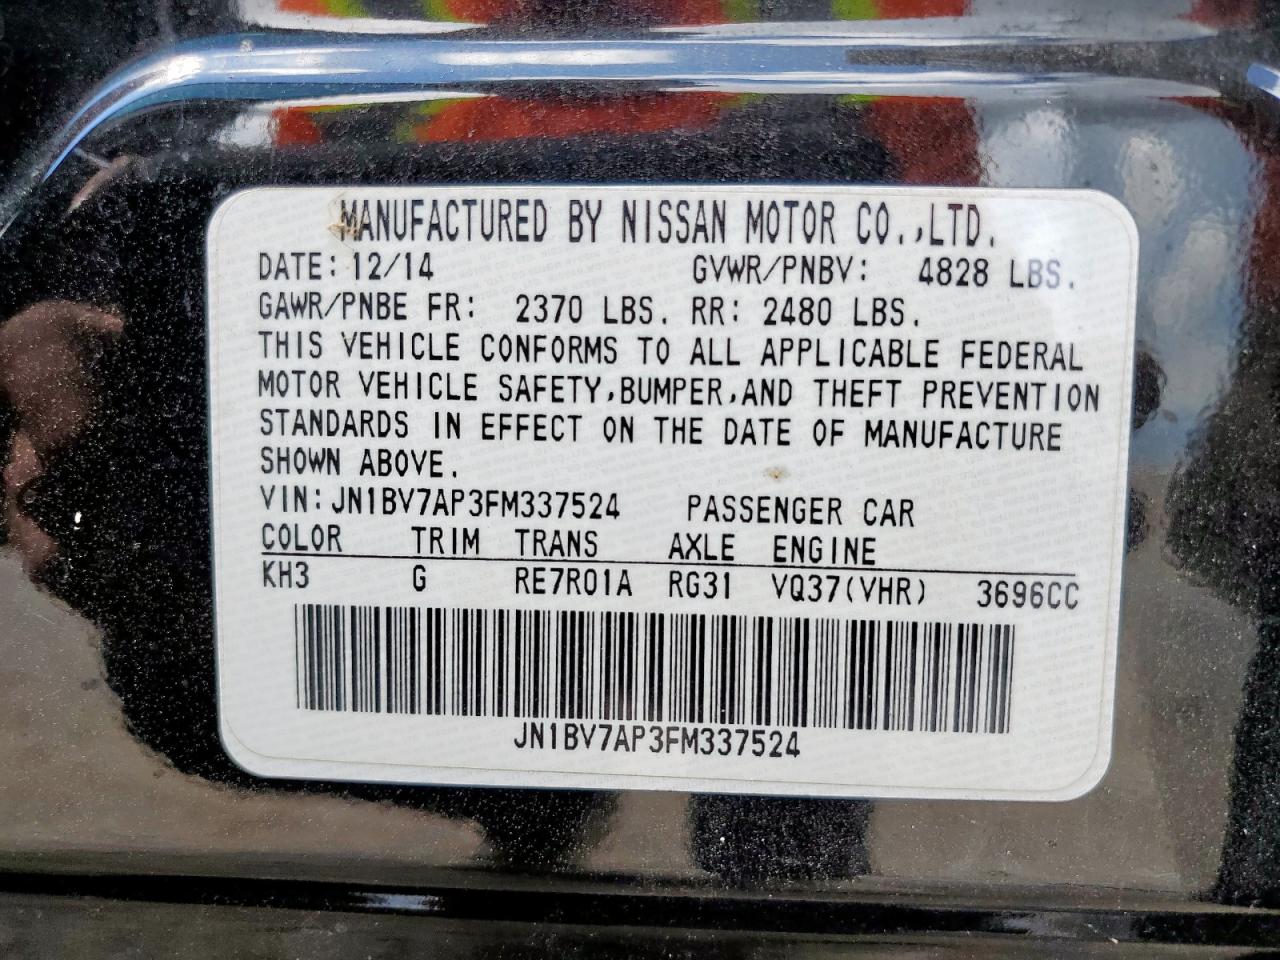 MANUFACTURED BY NISSAN MOTOR CO.,LTD.
DATE: 12/14 GVWR/PNBV: 4828 LBS.
GAWR/PNBE FR: 2370 LBS. RR: 2480 LBS.
THIS VEHICLE CONFORMS TO ALL APPLICABLE FEDERAL
MOTOR VEHICLE SAFETY,BUMPER,AND THEFT PREVENTION
STANDARDS IN EFFECT ON THE DATE OF MANUFACTURE
SHOWN ABOVE.
VIN:JN1BV7AP3FM337524 PASSENGER CAR
COLOR TRIM TRANS AXLE ENGINE
KH3 G RE7R01A RG31 VQ37(VHR) 3696CC
JN1BV7AP3FM337524